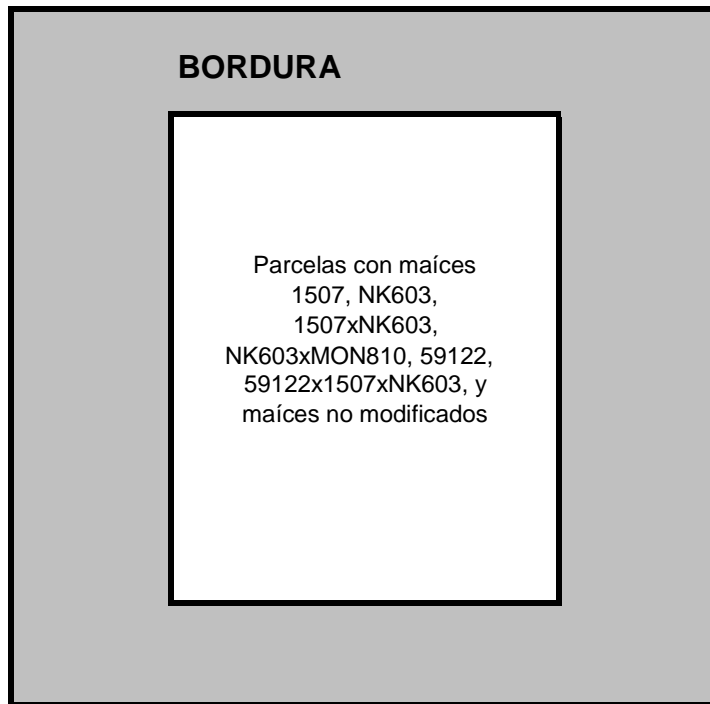 BORDURA
Parcelas con maíces
1507, NK603,
1507xNK603,
NK603xMON810, 59122,
59122x1507xNK603, y
maíces no modificados